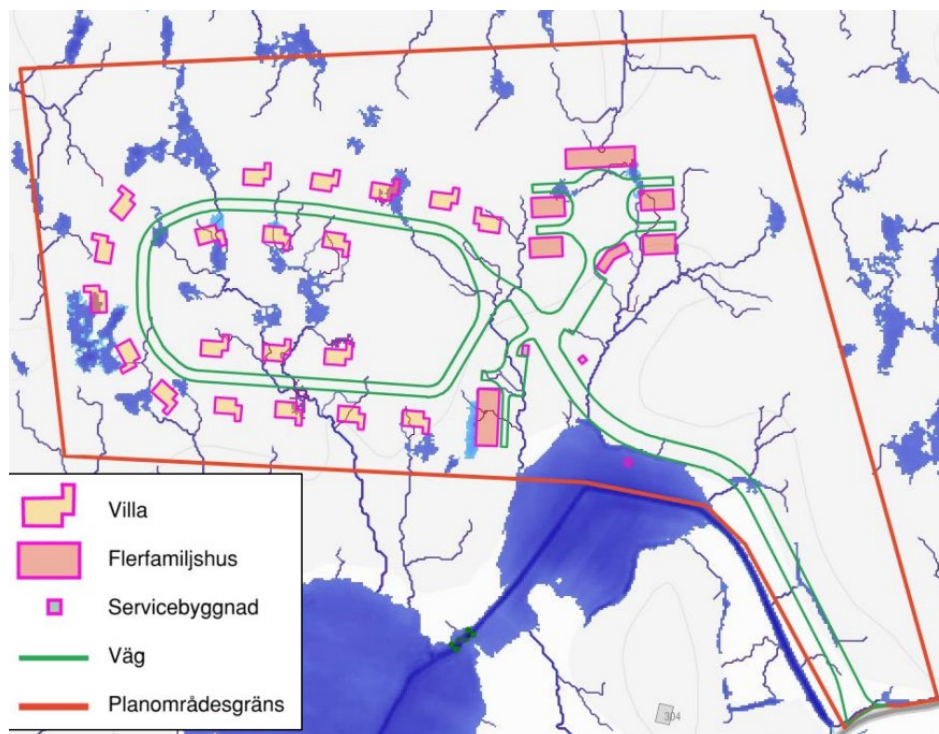 Villa
Flerfamiljshus
Servicebyggnad
Väg
Planområdesgräns
304